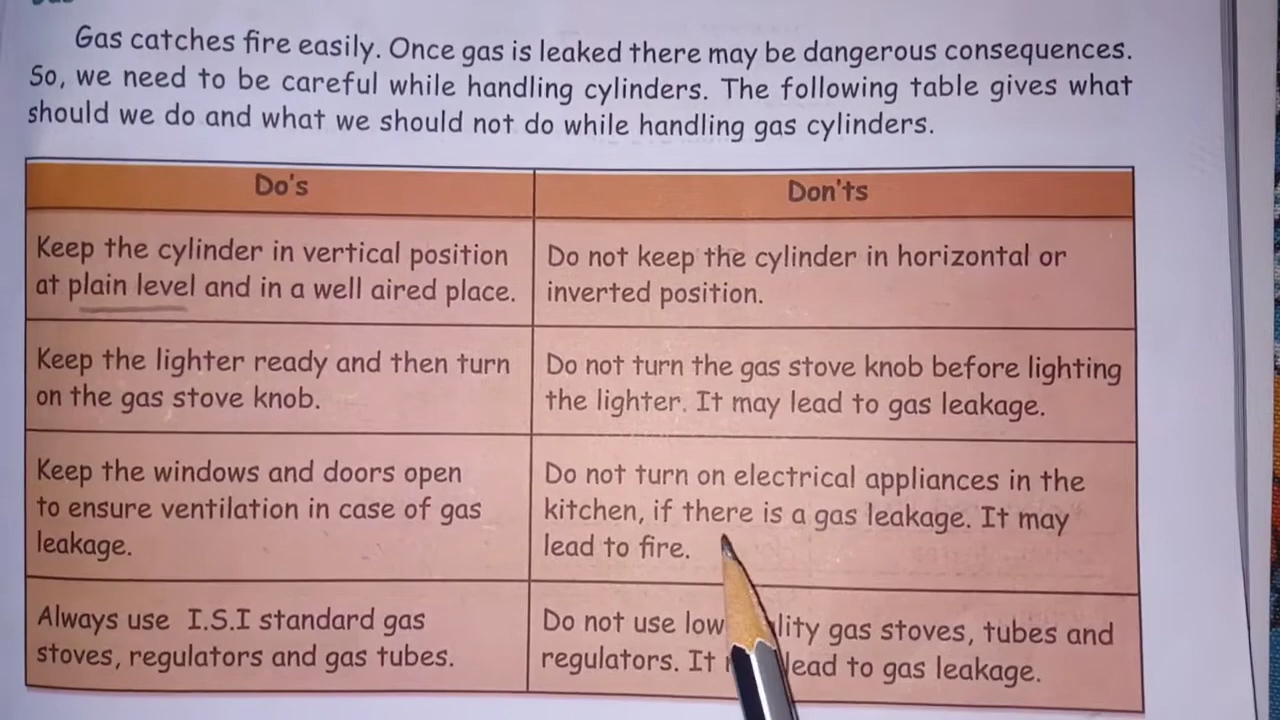 Gas catches fire easily. Once gas is leaked there may be dangerous consequences.
So, we need to be careful while handling cylinders. The following table gives what
should we do and what we should not do while handling gas cylinders.
Do's
Don'ts
Keep the cylinder in vertical position
at plain level and in a well aired place.
Do not keep the cylinder in horizontal or
inverted position.
Keep the lighter ready and then turn
on the gas stove knob.
Do not turn the gas stove knob before lighting
the lighter. It may lead to gas leakage.
Keep the windows and doors open
to ensure ventilation in case of gas
leakage.
Do not turn on electrical appliances in the
kitchen, if there is a gas leakage. It may
lead to fire.
Always use I.S.I standard gas
stoves, regulators and gas tubes.
Do not use low gas stoves, tubes and
regulators. It lead to gas leakage.